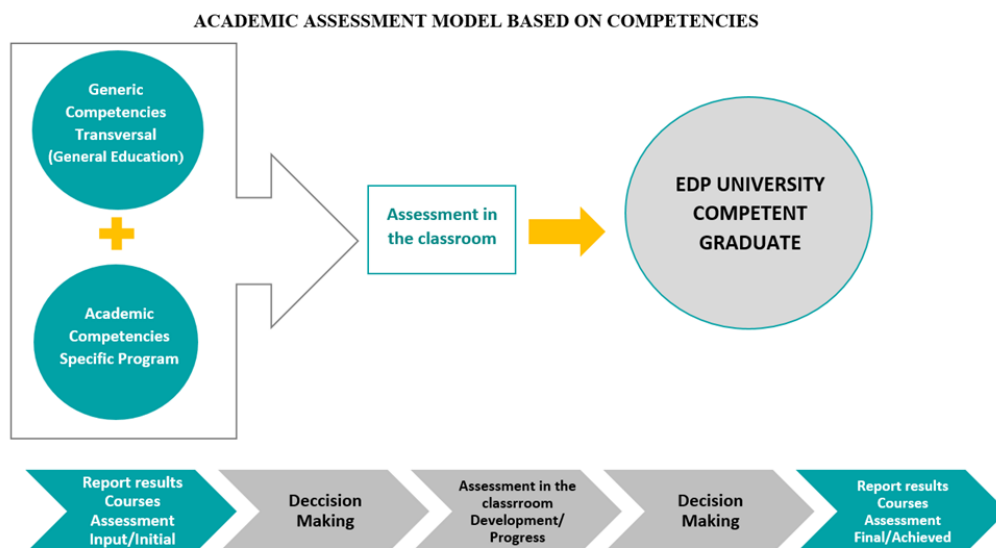 ACADEMIC ASSESSMENT MODEL BASED ON COMPETENCIES
Generic
Competencies
Transversal
(General Education)
Academic
Competencies
Specific Program
Assessment in
the classroom
EDP UNIVERSITY
COMPETENT
GRADUATE
Report results
Courses
Assessment
Input/Initial
Deccision
Making
Assessment in the
classrroom
Development/
Progress
Decision
Making
Report results
Courses
Assessment
Final/Achieved